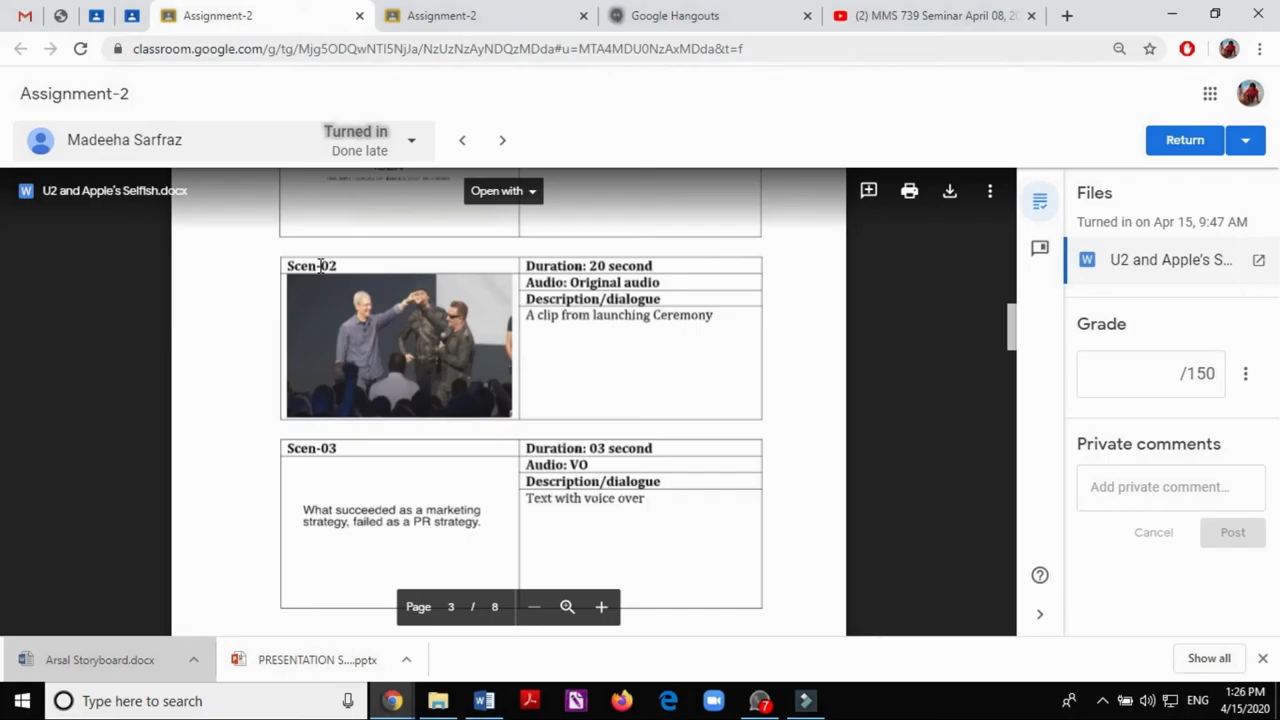 Assignment-2
Assignment-2
Google Hangouts
(2) MMS 739 Seminar April 08, 20
classroom.google.com/g/tg/Mjg5ODQwNTI5NjJa/NzUzNzAyNDQzMDda#u=MTA4MDU0NzAxMDda&t=f
Assignment-2
Madeeha Sarfraz
Turned in
Done late
Return
U2 and Apple's Selfish.docx
Open with
Files
Turned in on Apr 15, 9:47 AM
U2 and Apple's S...
Scen-02
Duration: 20 second
Audio: Original audio
Description/dialogue
A clip from launching Ceremony
Grade
/150
Scen-03
Duration: 03 second
Audio: VO
Description/dialogue
Text with voice over
What succeeded as a marketing
strategy, failed as a PR strategy.
Private comments
Add private comment...
Cancel
Post
Page 3 / 8
Arsal Storyboard.docx
PRESENTATION S....pptx
Show all
Type here to search
7
ENG
1:26 PM
4/15/2020